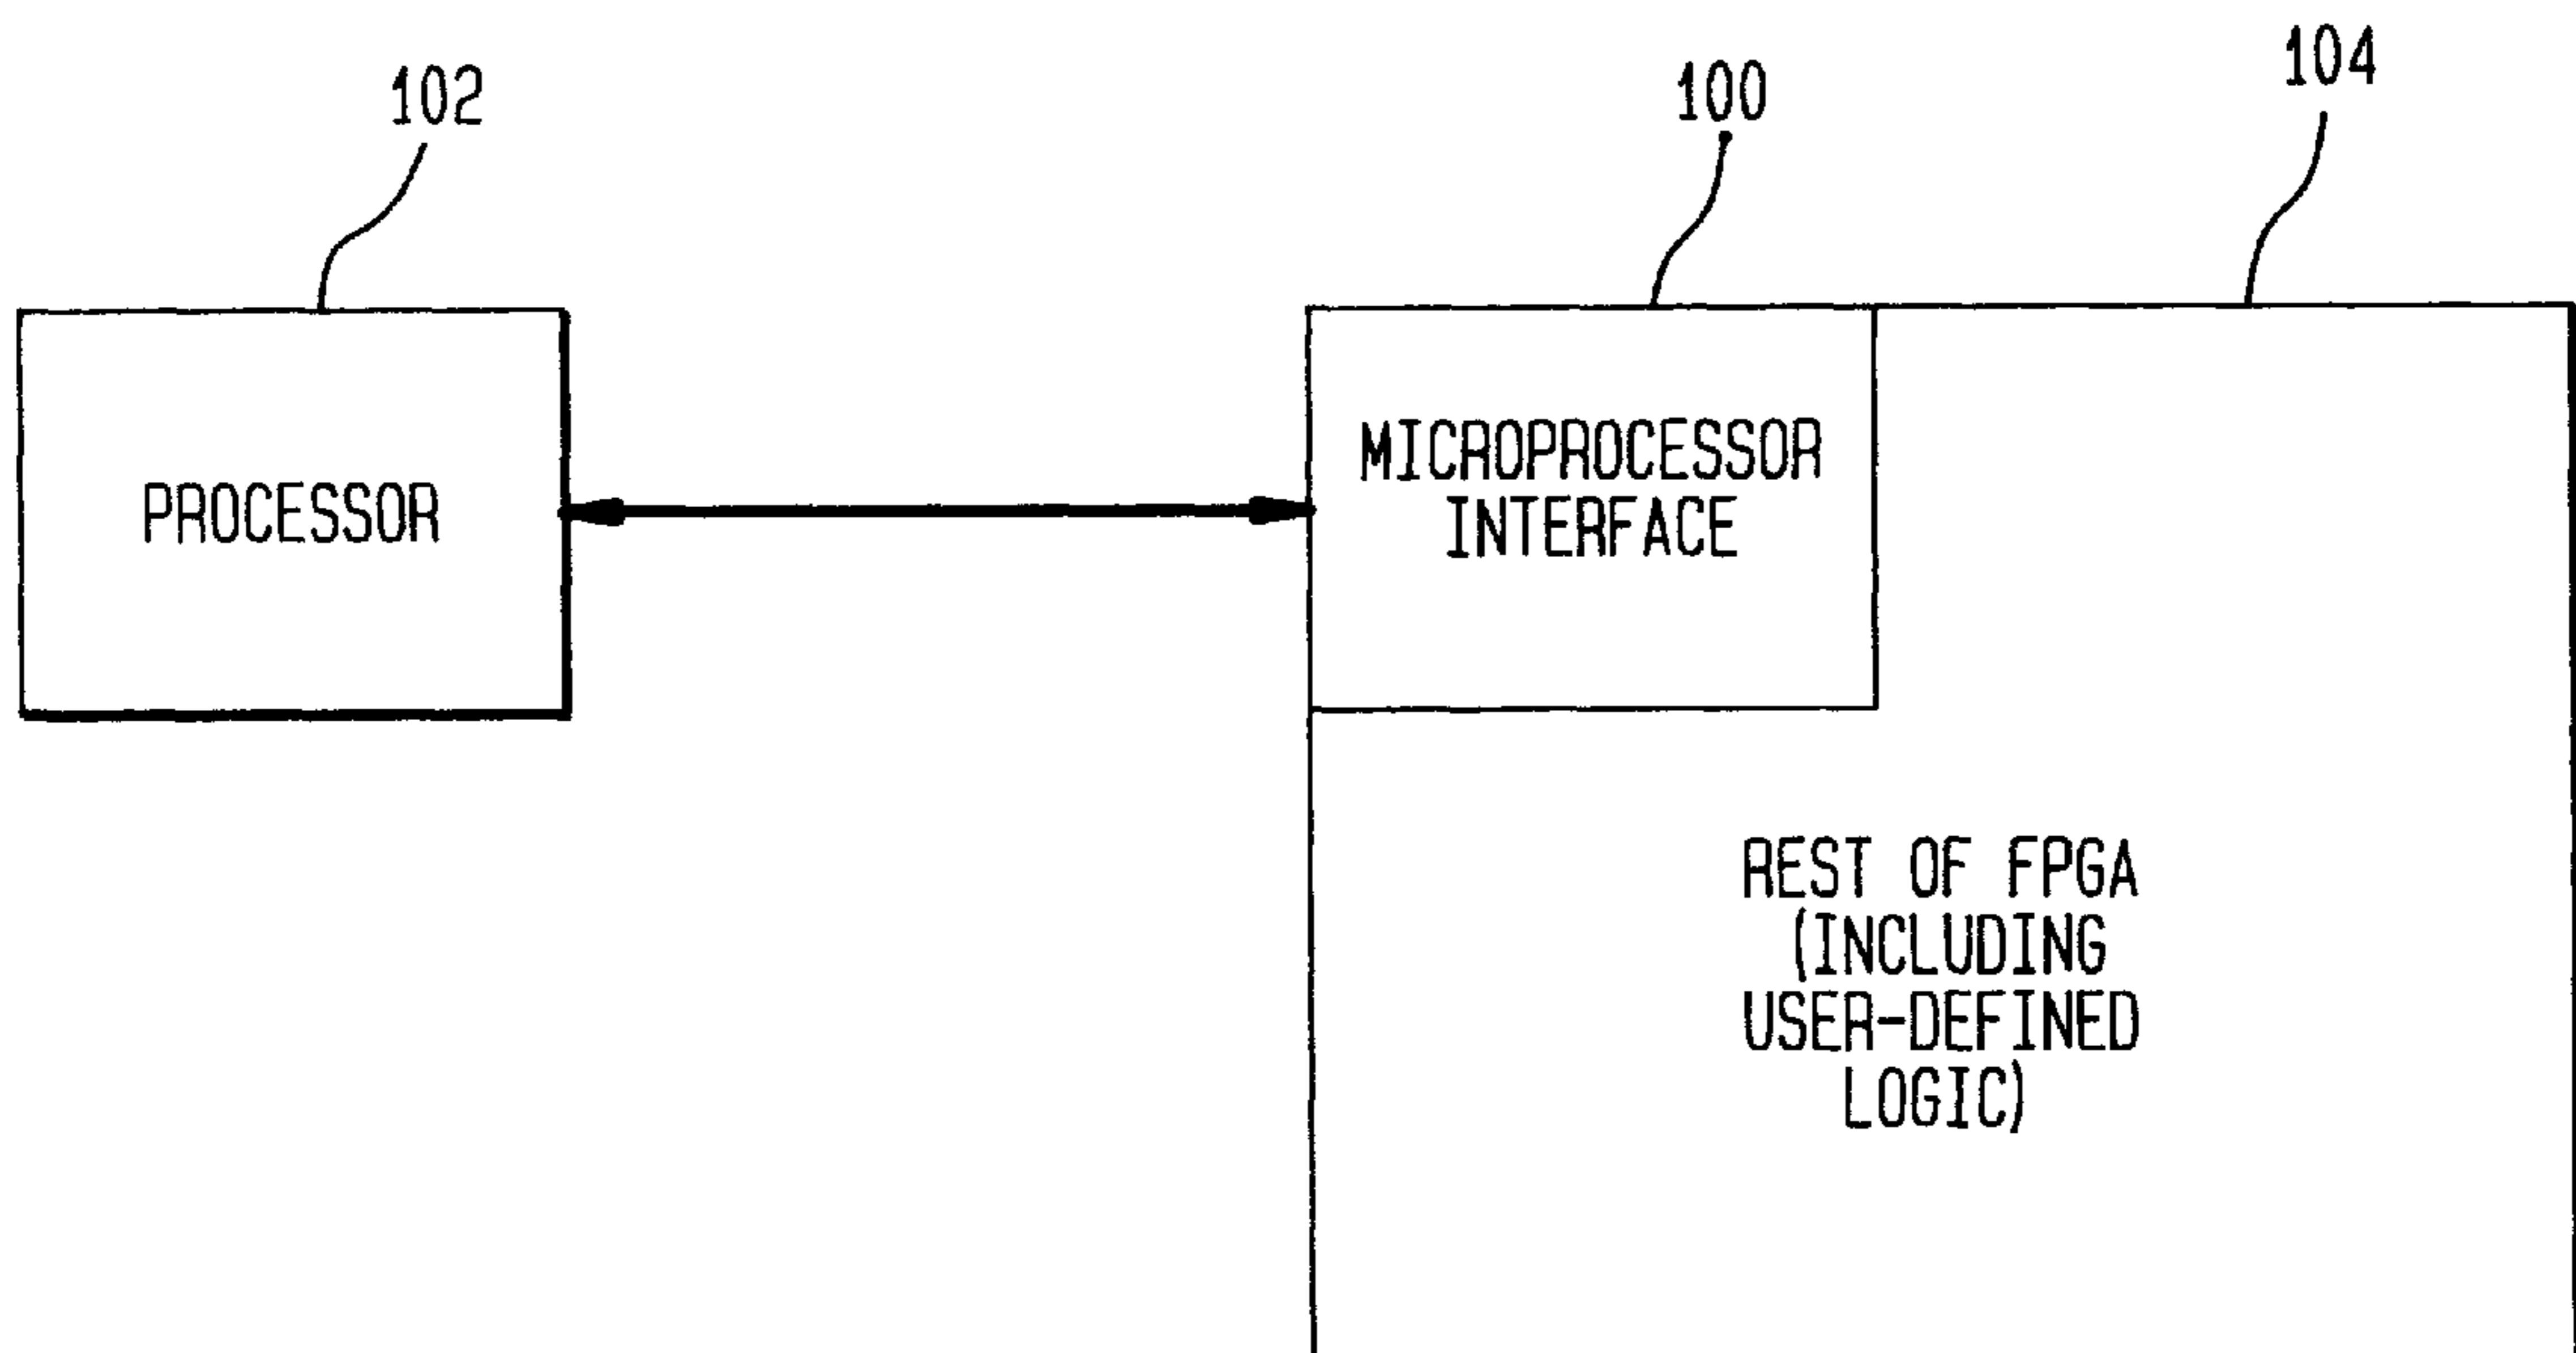 102
100
104
PROCESSOR
MICROPROCESSOR
INTERFACE
REST OF FPGA
(INCLUDING
USER-DEFINED
LOGIC)